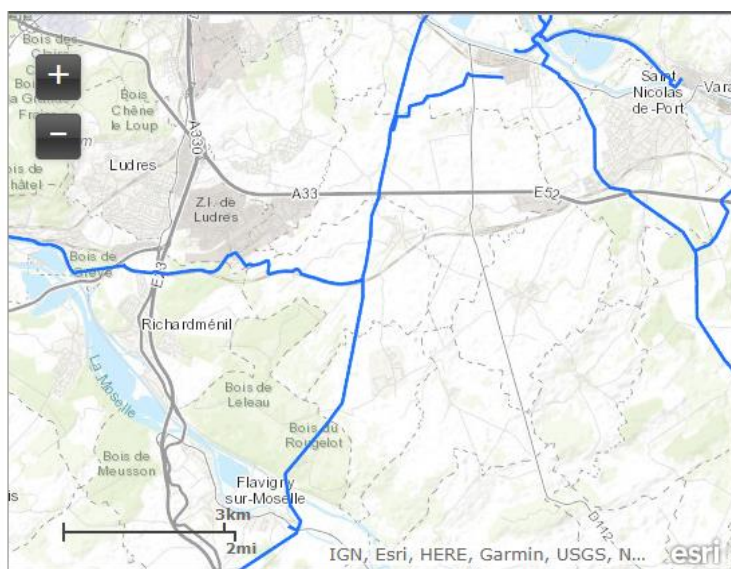 +
−
Bois des
Bois
Chêne
le Loup
Ludres
A330
Z.I. de
Ludres
A33
E52
Saint
Nicolas
de-Port
Vara
Bois de
E23
Richardménil
La Moselle
Bois de
Leleau
Bois du
Rougelot
Bois de
Meusson
Flavigny
sur-Moselle
D112
3km
2mi
IGN, Esri, HERE, Garmin, USGS, N...
esri